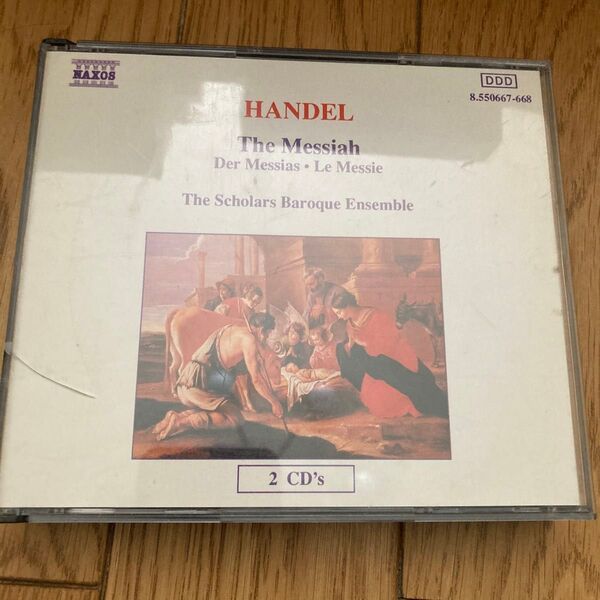 NAXOS
DDD
8.550667-668
HANDEL
The Messiah
Der Messias • Le Messie
The Scholars Baroque Ensemble
2 CD's